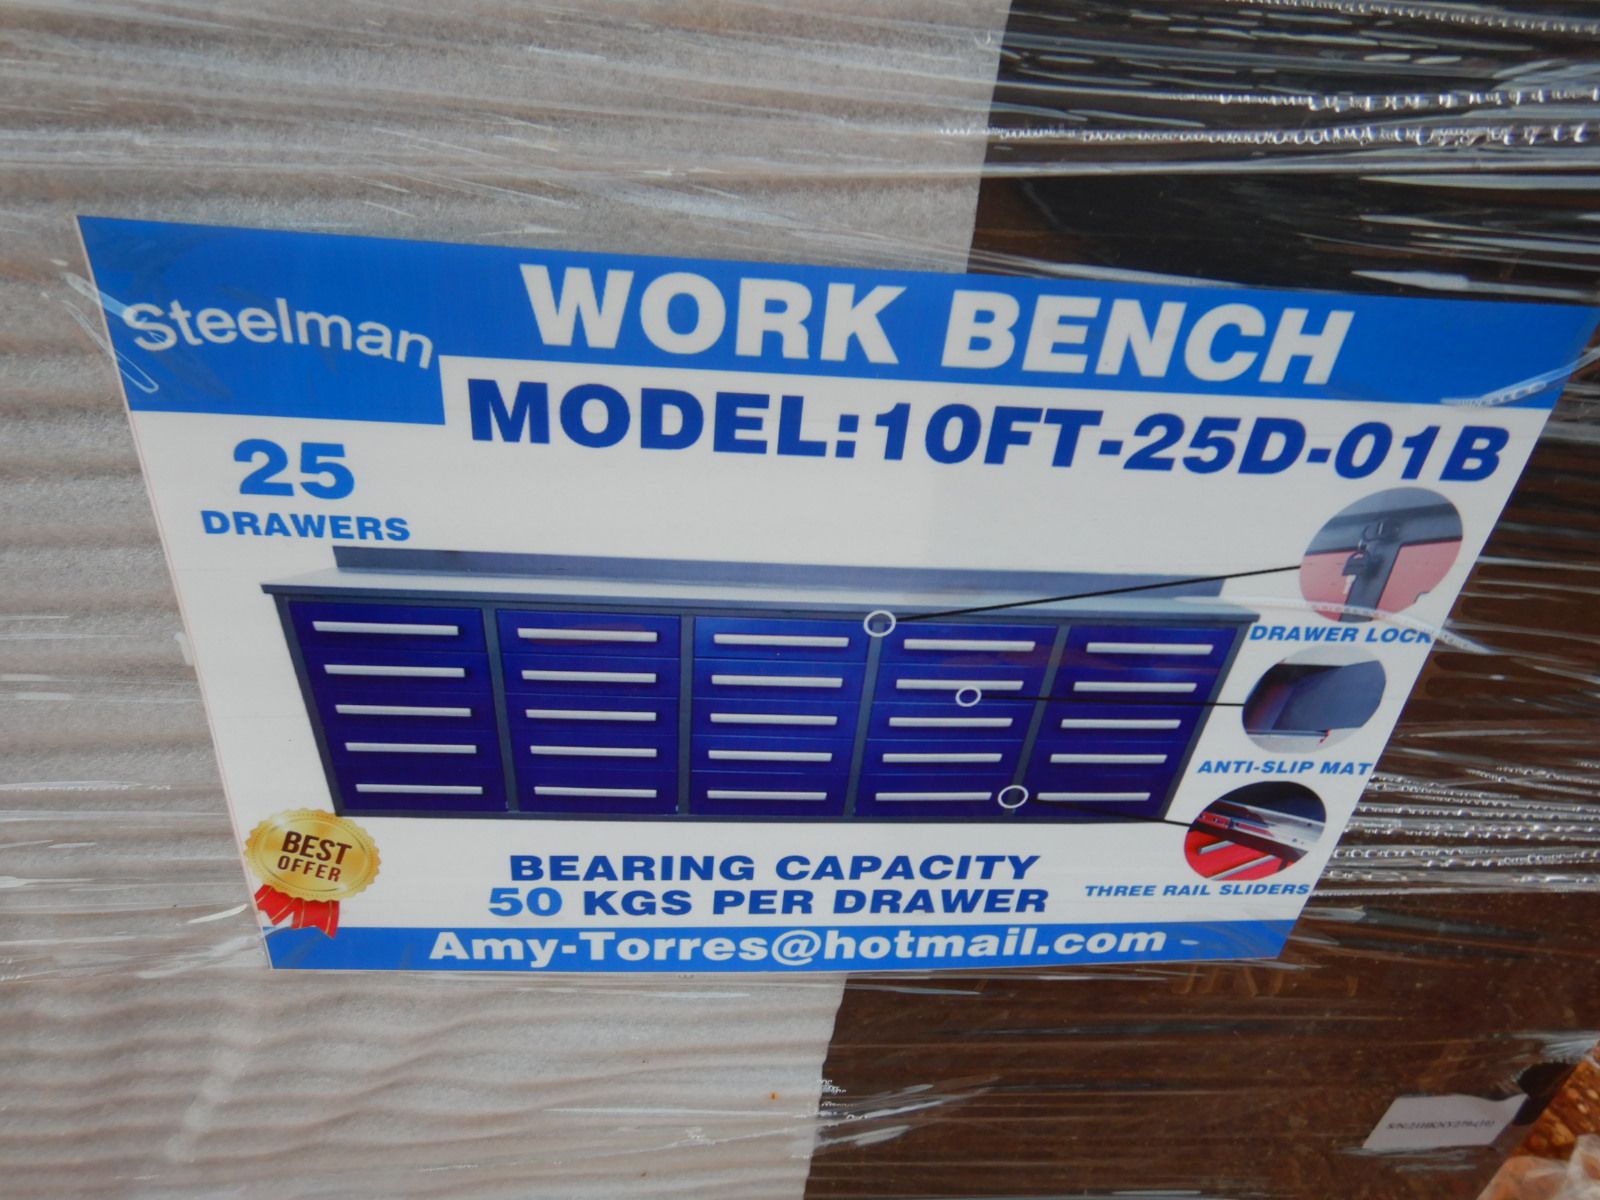 Steelman
WORK BENCH
MODEL:10FT-25D-01B
25
DRAWERS
DRAWER LOCK
ANTI-SLIP MAT
THREE RAIL SLIDERS
BEST
OFFER
BEARING CAPACITY
50 KGS PER DRAWER
Amy-Torres@hotmail.com